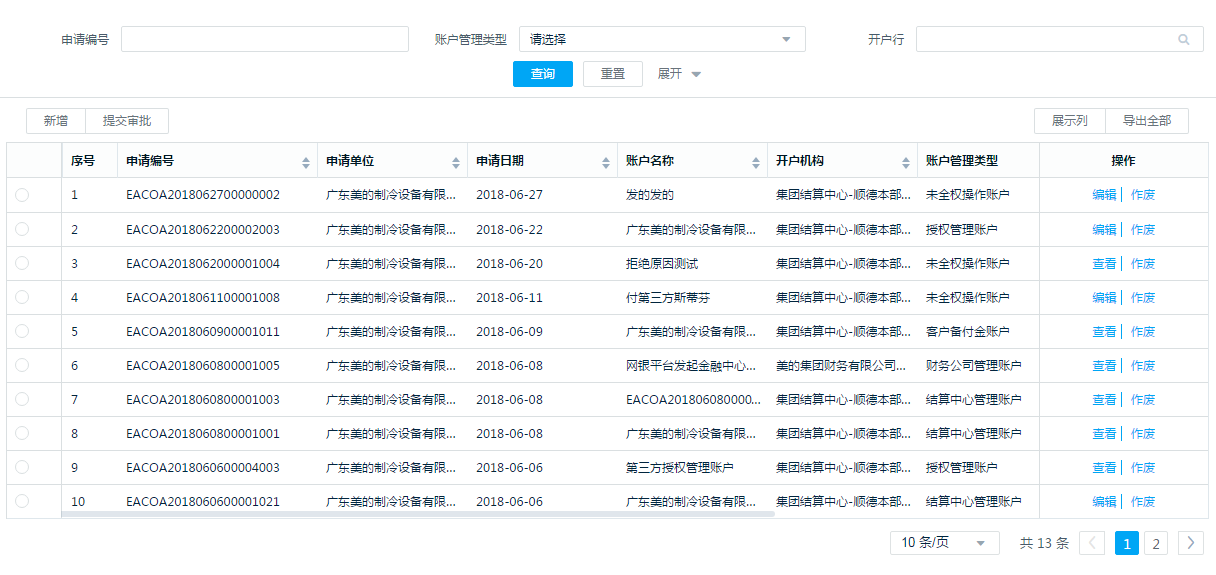 申请编号 账户管理类型 请选择 开户行
查询 重置 展开
新增 提交审批 展示列 导出全部
序号 申请编号 申请单位 申请日期 账户名称 开户机构 账户管理类型 操作
1 EACOA2018062700000002 广东美的制冷设备有限... 2018-06-27 发的发的 集团结算中心-顺德本部... 未全权操作账户 编辑 | 作废
2 EACOA2018062200002003 广东美的制冷设备有限... 2018-06-22 广东美的制冷设备有限... 集团结算中心-顺德本部... 授权管理账户 编辑 | 作废
3 EACOA2018062000001004 广东美的制冷设备有限... 2018-06-20 拒绝原因测试 集团结算中心-顺德本部... 未全权操作账户 查看 | 作废
4 EACOA2018061100001008 广东美的制冷设备有限... 2018-06-11 付第三方斯蒂芬 集团结算中心-顺德本部... 未全权操作账户 编辑 | 作废
5 EACOA2018060900001011 广东美的制冷设备有限... 2018-06-09 广东美的制冷设备有限... 集团结算中心-顺德本部... 客户备付金账户 查看 | 作废
6 EACOA2018060800001005 广东美的制冷设备有限... 2018-06-08 网银平台发起金融中心... 美的集团财务有限公司... 财务公司管理账户 查看 | 作废
7 EACOA2018060800001003 广东美的制冷设备有限... 2018-06-08 EACOA201806080000... 集团结算中心-顺德本部... 结算中心管理账户 查看 | 作废
8 EACOA2018060800001001 广东美的制冷设备有限... 2018-06-08 广东美的制冷设备有限... 集团结算中心-顺德本部... 结算中心管理账户 查看 | 作废
9 EACOA2018060600004003 广东美的制冷设备有限... 2018-06-06 第三方授权管理账户 集团结算中心-顺德本部... 授权管理账户 查看 | 作废
10 EACOA2018060600001021 广东美的制冷设备有限... 2018-06-06 广东美的制冷设备有限... 集团结算中心-顺德本部... 结算中心管理账户 编辑 | 作废
10 条/页 共 13 条 1 2